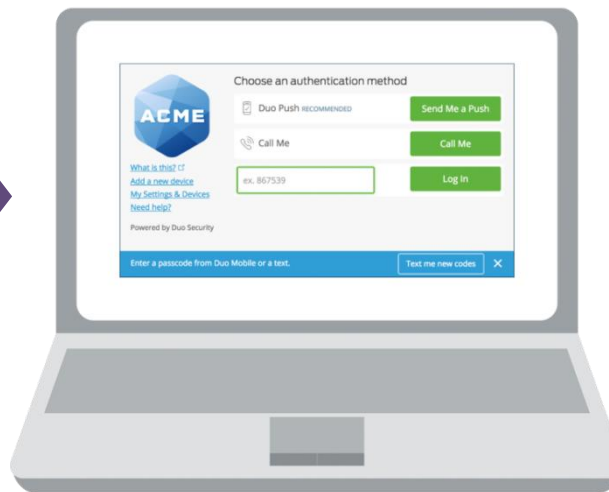 Choose an authentication method
ACME
Duo Push RECOMMENDED
Send Me a Push
Call Me
Call Me
ex. 867539
Log In
What is this?
Add a new device
My Settings & Devices
Need help?
Powered by Duo Security
Enter a passcode from Duo Mobile or a text.
Text me new codes